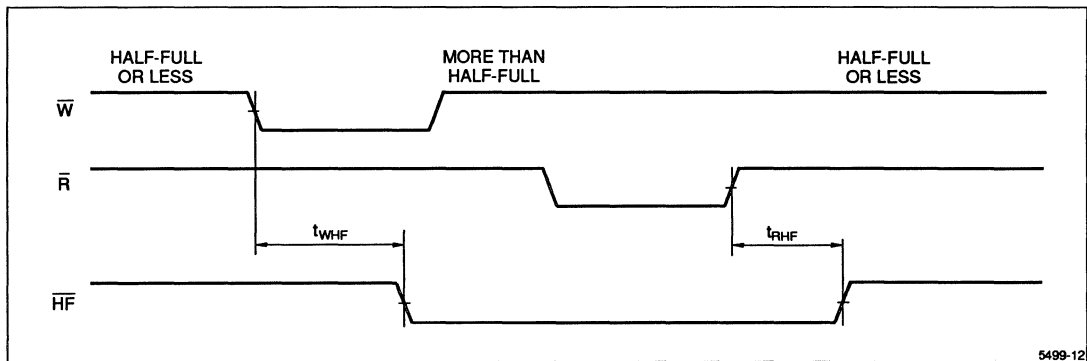 HALF-FULL
OR LESS
MORE THAN
HALF-FULL
HALF-FULL
OR LESS
W̅
R̅
tWHF
tRHF
H̅F̅
5499-12